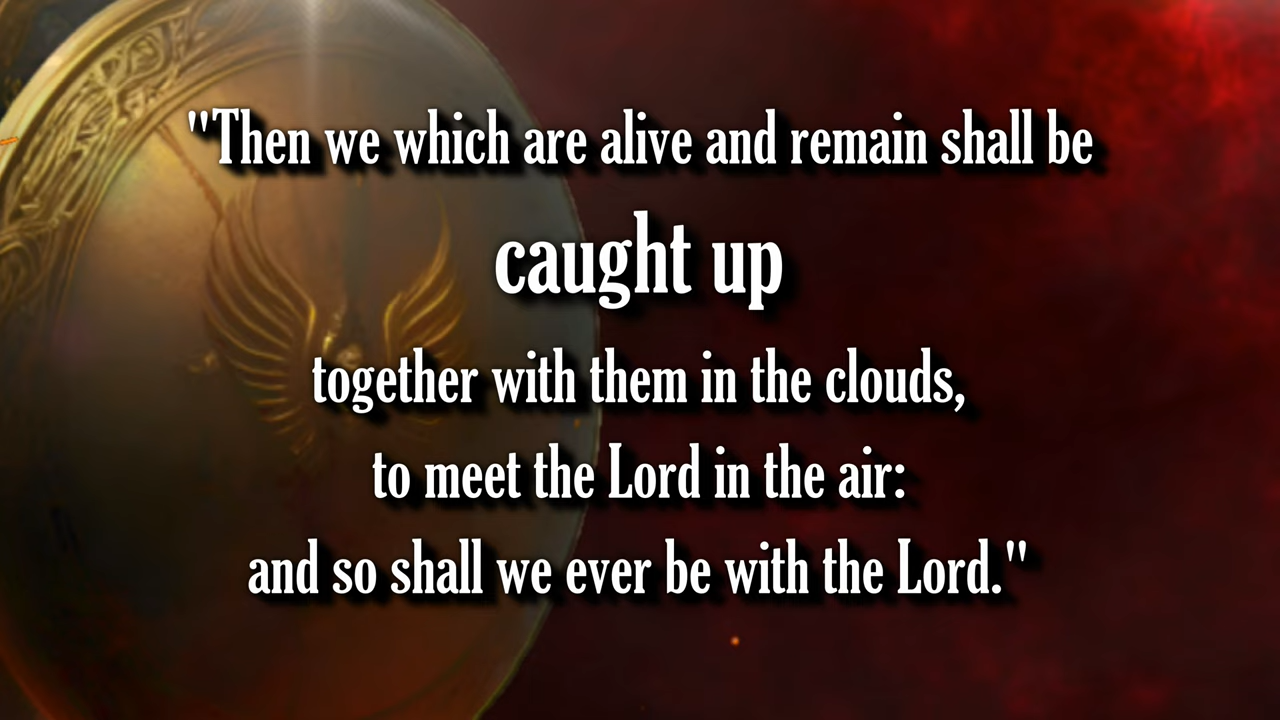 "Then we which are alive and remain shall be
caught up
together with them in the clouds,
to meet the Lord in the air:
and so shall we ever be with the Lord."